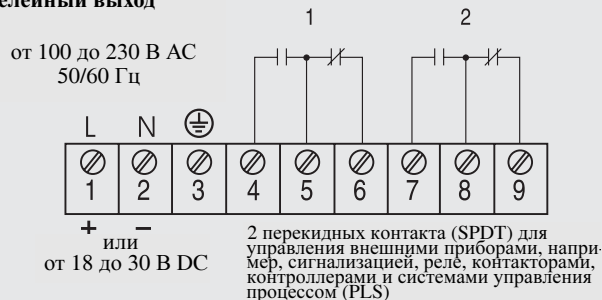 релейный выход
1 2
от 100 до 230 В AC
50/60 Гц
L N
1 2 3 4 5 6 7 8 9
+ −
или
от 18 до 30 В DC
2 перекидных контакта (SPDT) для
управления внешними приборами, напри-
мер, сигнализацией, реле, контакторами,
контроллерами и системами управления
процессом (PLS)